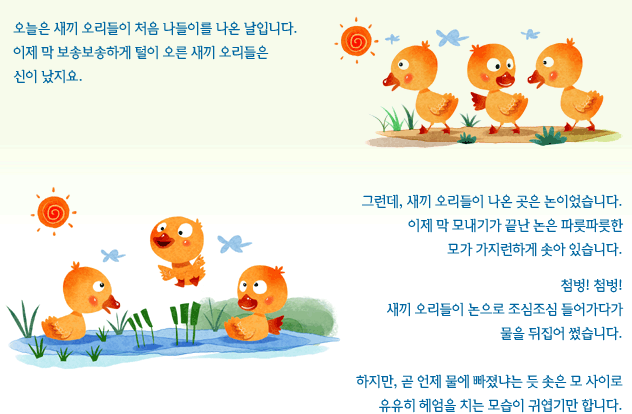 오늘은 새끼 오리들이 처음 나들이를 나온 날입니다.
이제 막 보송보송하게 털이 오른 새끼 오리들은
신이 났지요.
그런데, 새끼 오리들이 나온 곳은 논이었습니다.
이제 막 모내기가 끝난 논은 파릇파릇한
모가 가지런하게 솟아 있습니다.
첨벙! 첨벙!
새끼 오리들이 논으로 조심조심 들어가다가
물을 뒤집어 썼습니다.
하지만, 곧 언제 물에 빠졌냐는 듯 솟은 모 사이로
유유히 헤엄을 치는 모습이 귀엽기만 합니다.